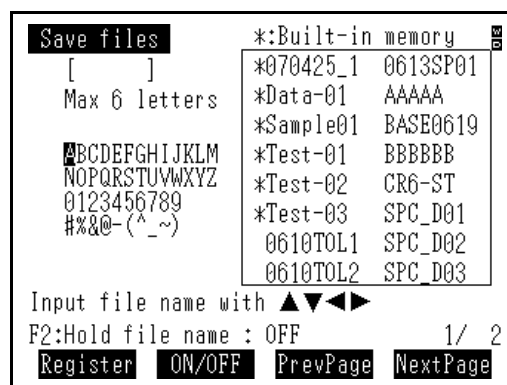 Save files
*:Built-in memory
WD
[ ]
Max 6 letters
*070425_1 0613SP01
*Data-01 AAAAA
*Sample01 BASE0619
*Test-01 BBBBBB
*Test-02 CR6-ST
*Test-03 SPC_D01
0610TOL1 SPC_D02
0610TOL2 SPC_D03
ABCDEFGHIJKLM
NOPQRSTUVWXYZ
0123456789
#%&@-(^_~)
Input file name with ▲▼◀▶
F2:Hold file name : OFF 1/ 2
Register ON/OFF PrevPage NextPage